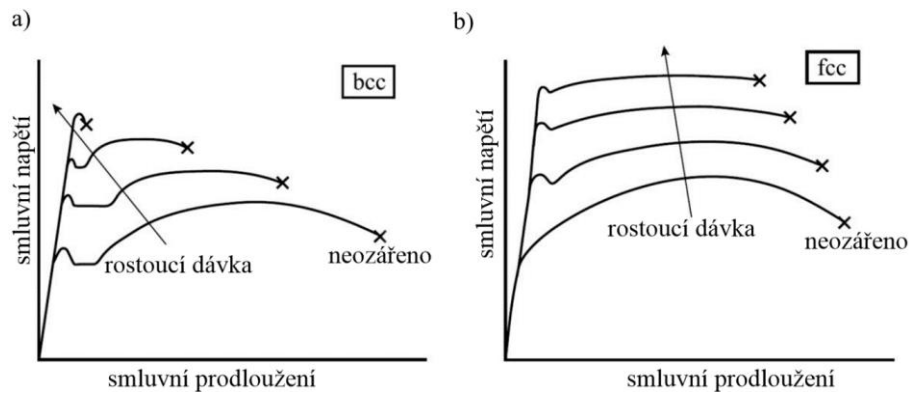 a)
bcc
smluvní napětí
rostoucí dávka
neozářeno
smluvní prodloužení
b)
fcc
smluvní napětí
rostoucí dávka
neozářeno
smluvní prodloužení